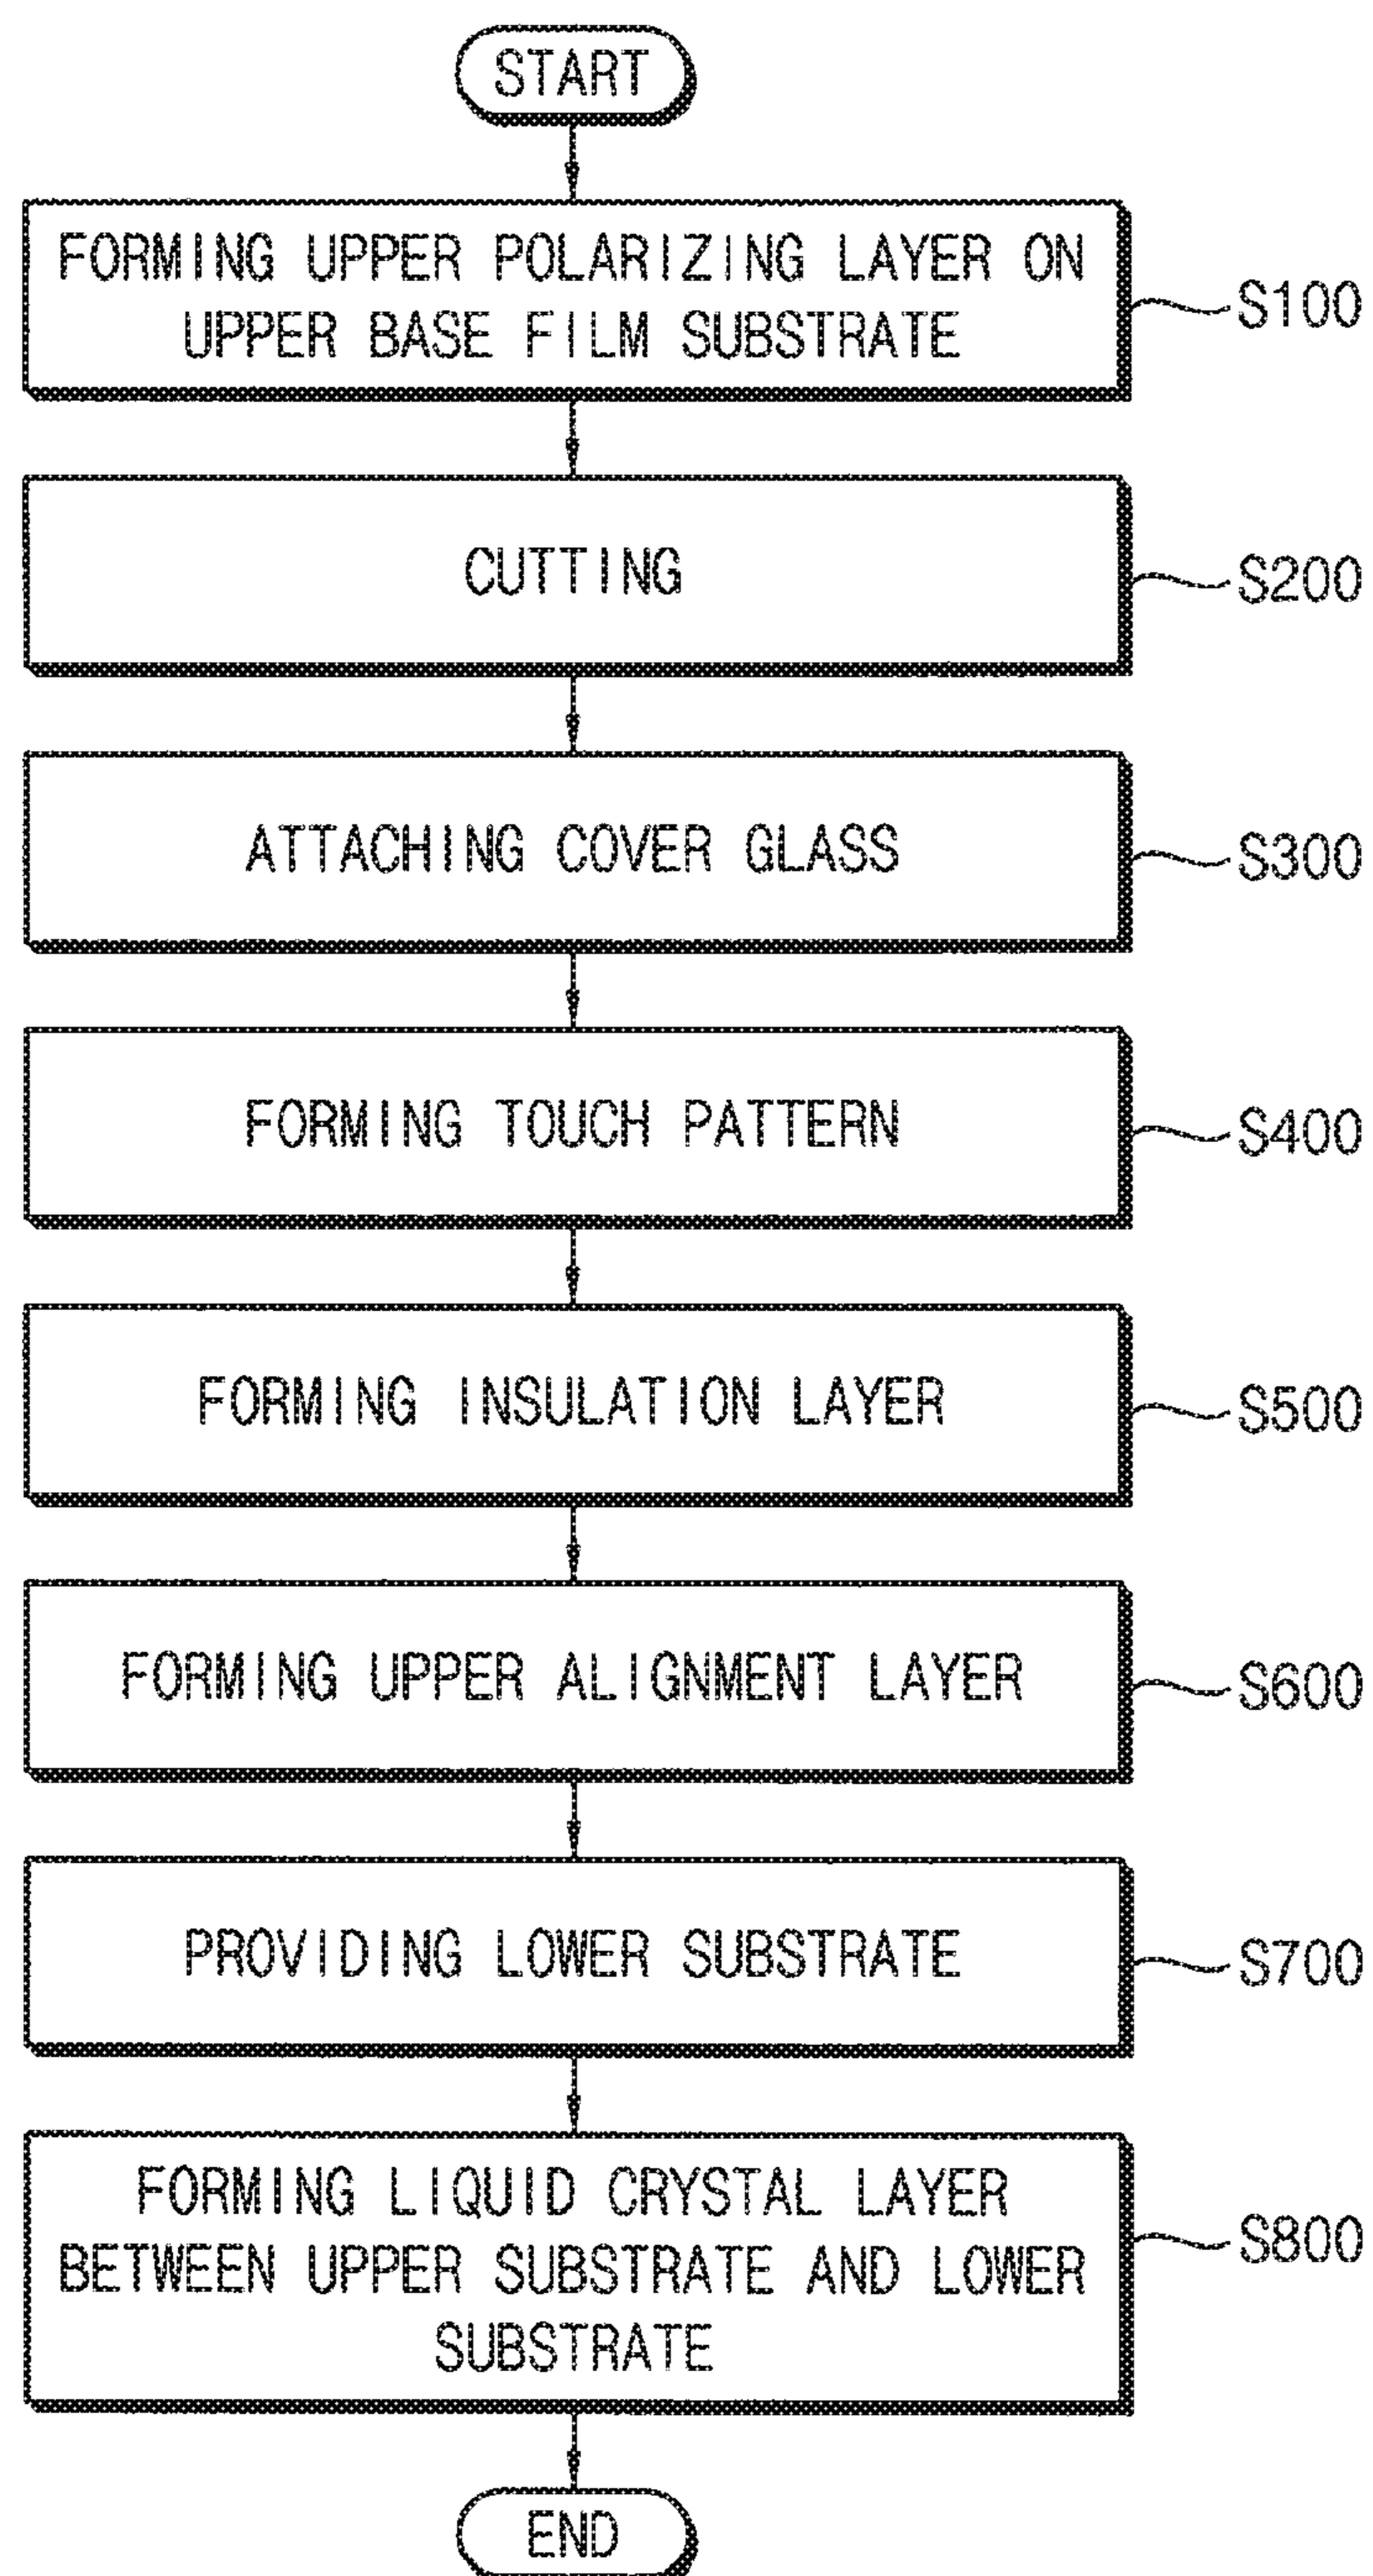 START
FORMING UPPER POLARIZING LAYER ON
UPPER BASE FILM SUBSTRATE
S100
CUTTING
S200
ATTACHING COVER GLASS
S300
FORMING TOUCH PATTERN
S400
FORMING INSULATION LAYER
S500
FORMING UPPER ALIGNMENT LAYER
S600
PROVIDING LOWER SUBSTRATE
S700
FORMING LIQUID CRYSTAL LAYER
BETWEEN UPPER SUBSTRATE AND LOWER
SUBSTRATE
S800
END